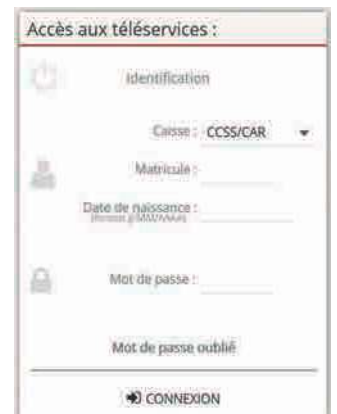 Accès aux téléservices :
Identification
Caisse : CCSS/CAR
Matricule :
Date de naissance :
Mot de passe :
Mot de passe oublié
CONNEXION